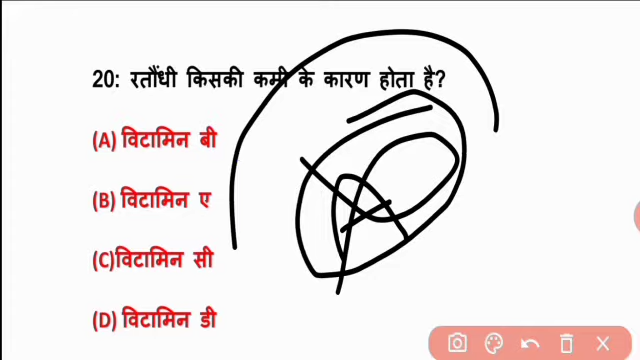 20: रतौंधी किसकी कमी के कारण होता है?
(A) विटामिन बी
(B) विटामिन ए
(C)विटामिन सी
(D) विटामिन डी